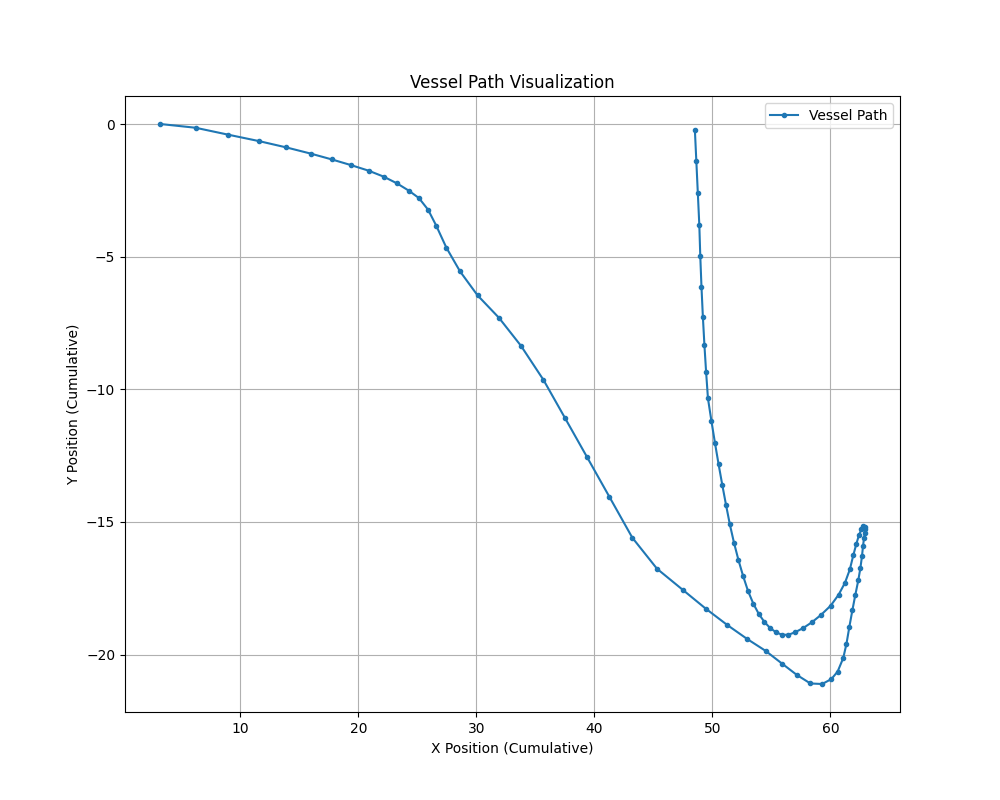 Vessel Path Visualization
Vessel Path
Y Position (Cumulative)
0
−5
−10
−15
−20
10 20 30 40 50 60
X Position (Cumulative)